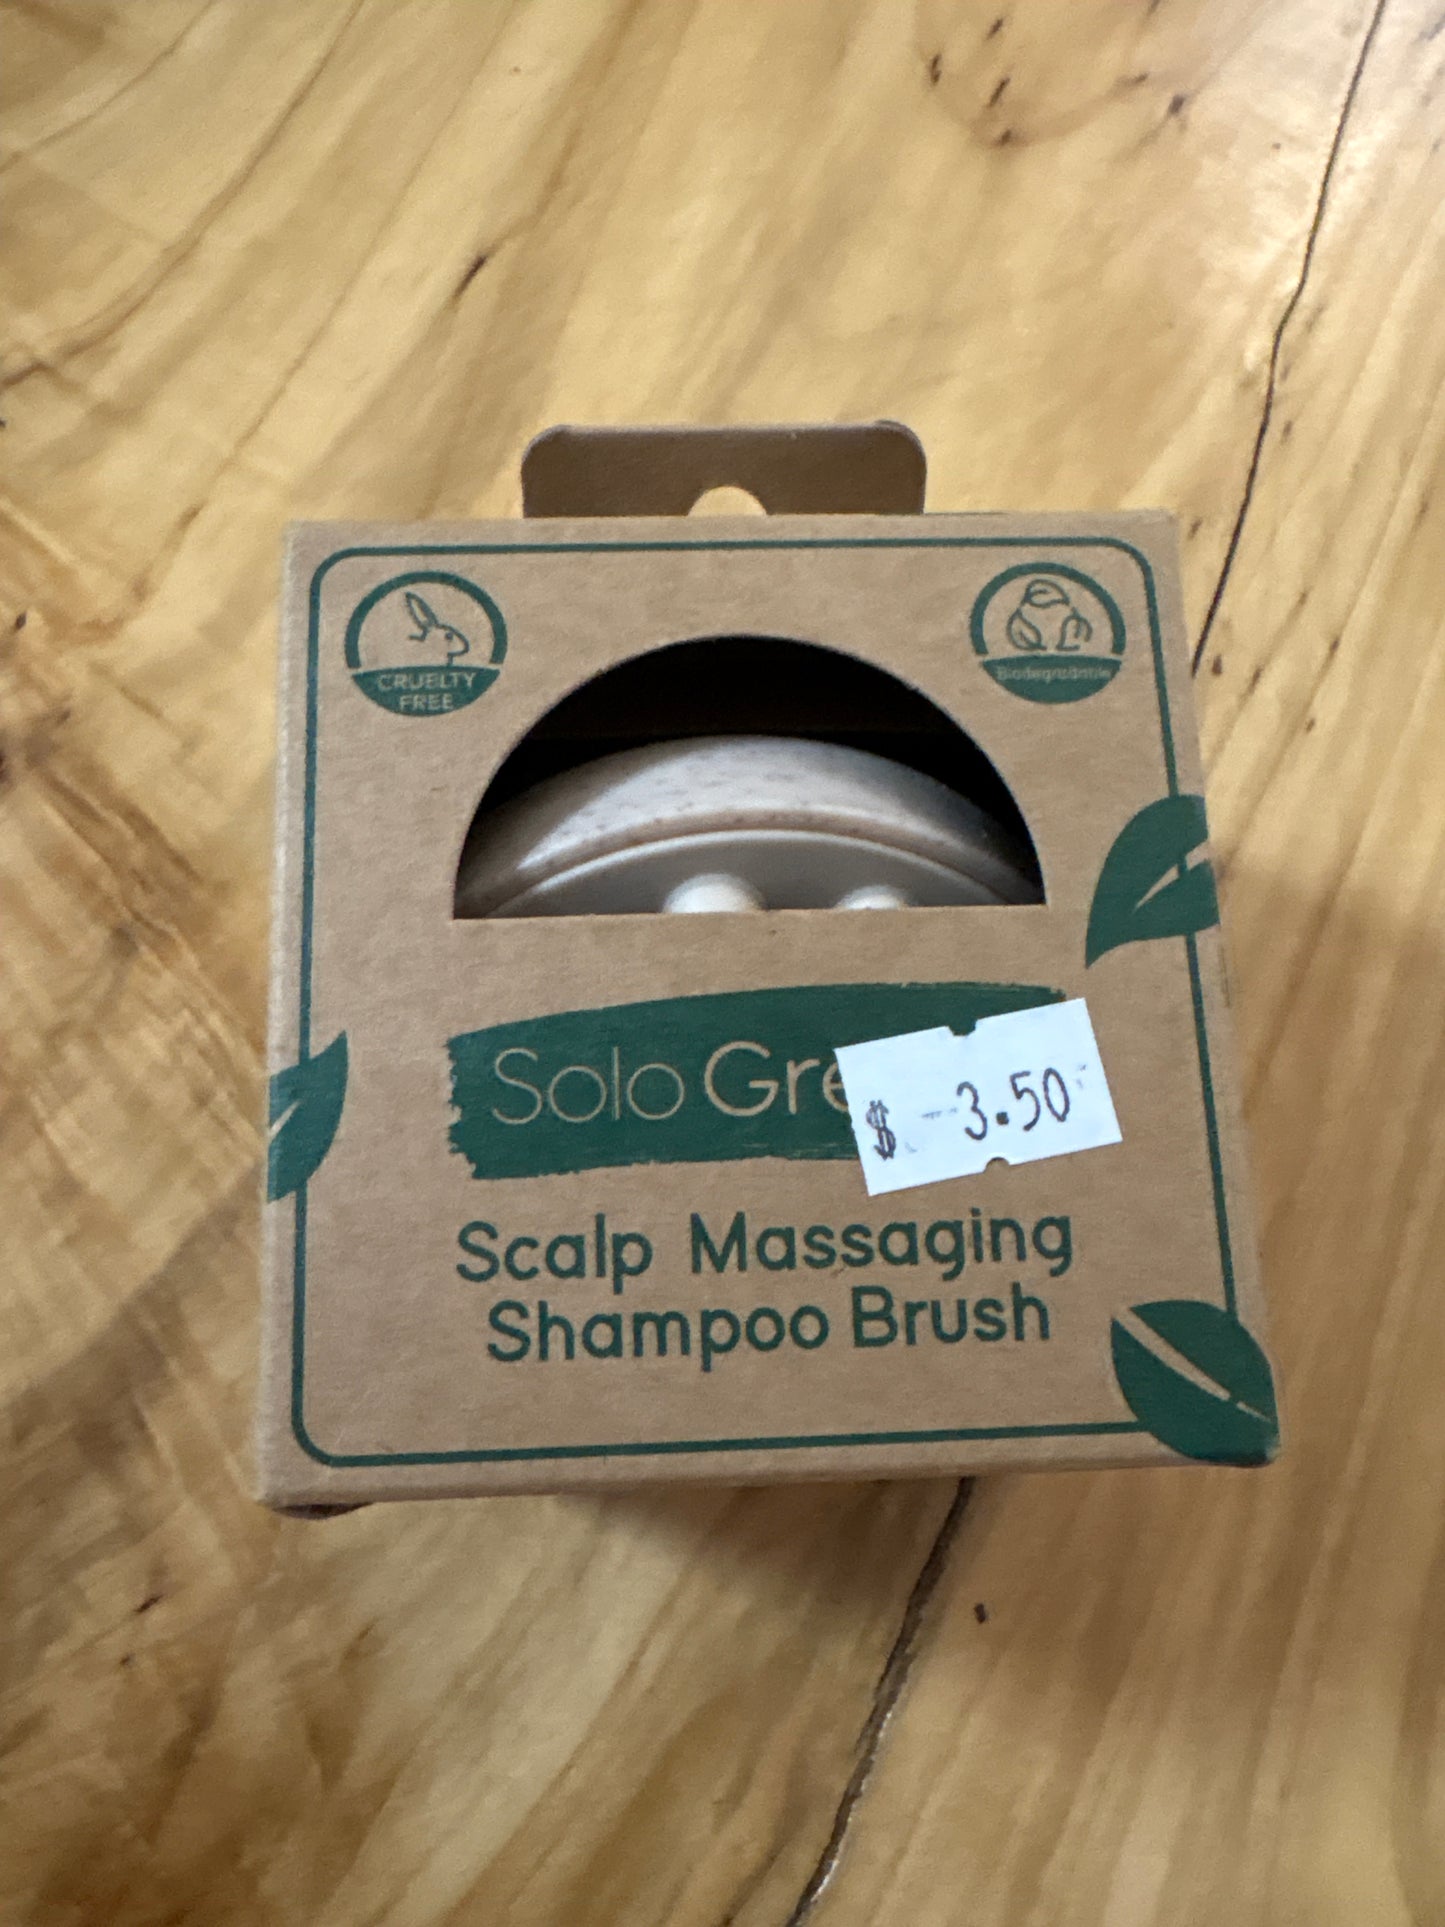 CRUELTY
FREE
Biodegradable
Solo Gre
$ 3.50
Scalp Massaging
Shampoo Brush